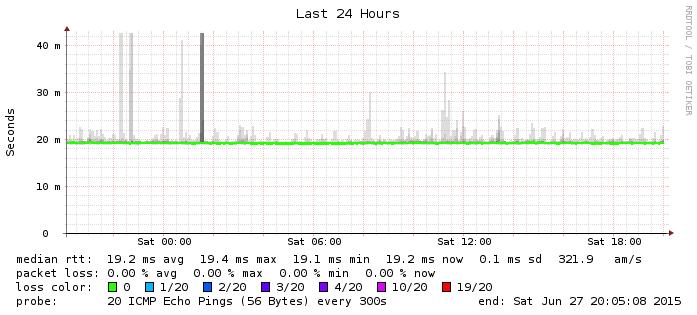 Last 24 Hours
RRDTOOL / TOBI OETIKER
Seconds
40 m
30 m
20 m
10 m
0
Sat 00:00 Sat 06:00 Sat 12:00 Sat 18:00
median rtt: 19.2 ms avg 19.4 ms max 19.1 ms min 19.2 ms now 0.1 ms sd 321.9 am/s
packet loss: 0.00 % avg 0.00 % max 0.00 % min 0.00 % now
loss color: 0 1/20 2/20 3/20 4/20 10/20 19/20
probe: 20 ICMP Echo Pings (56 Bytes) every 300s end: Sat Jun 27 20:05:08 2015